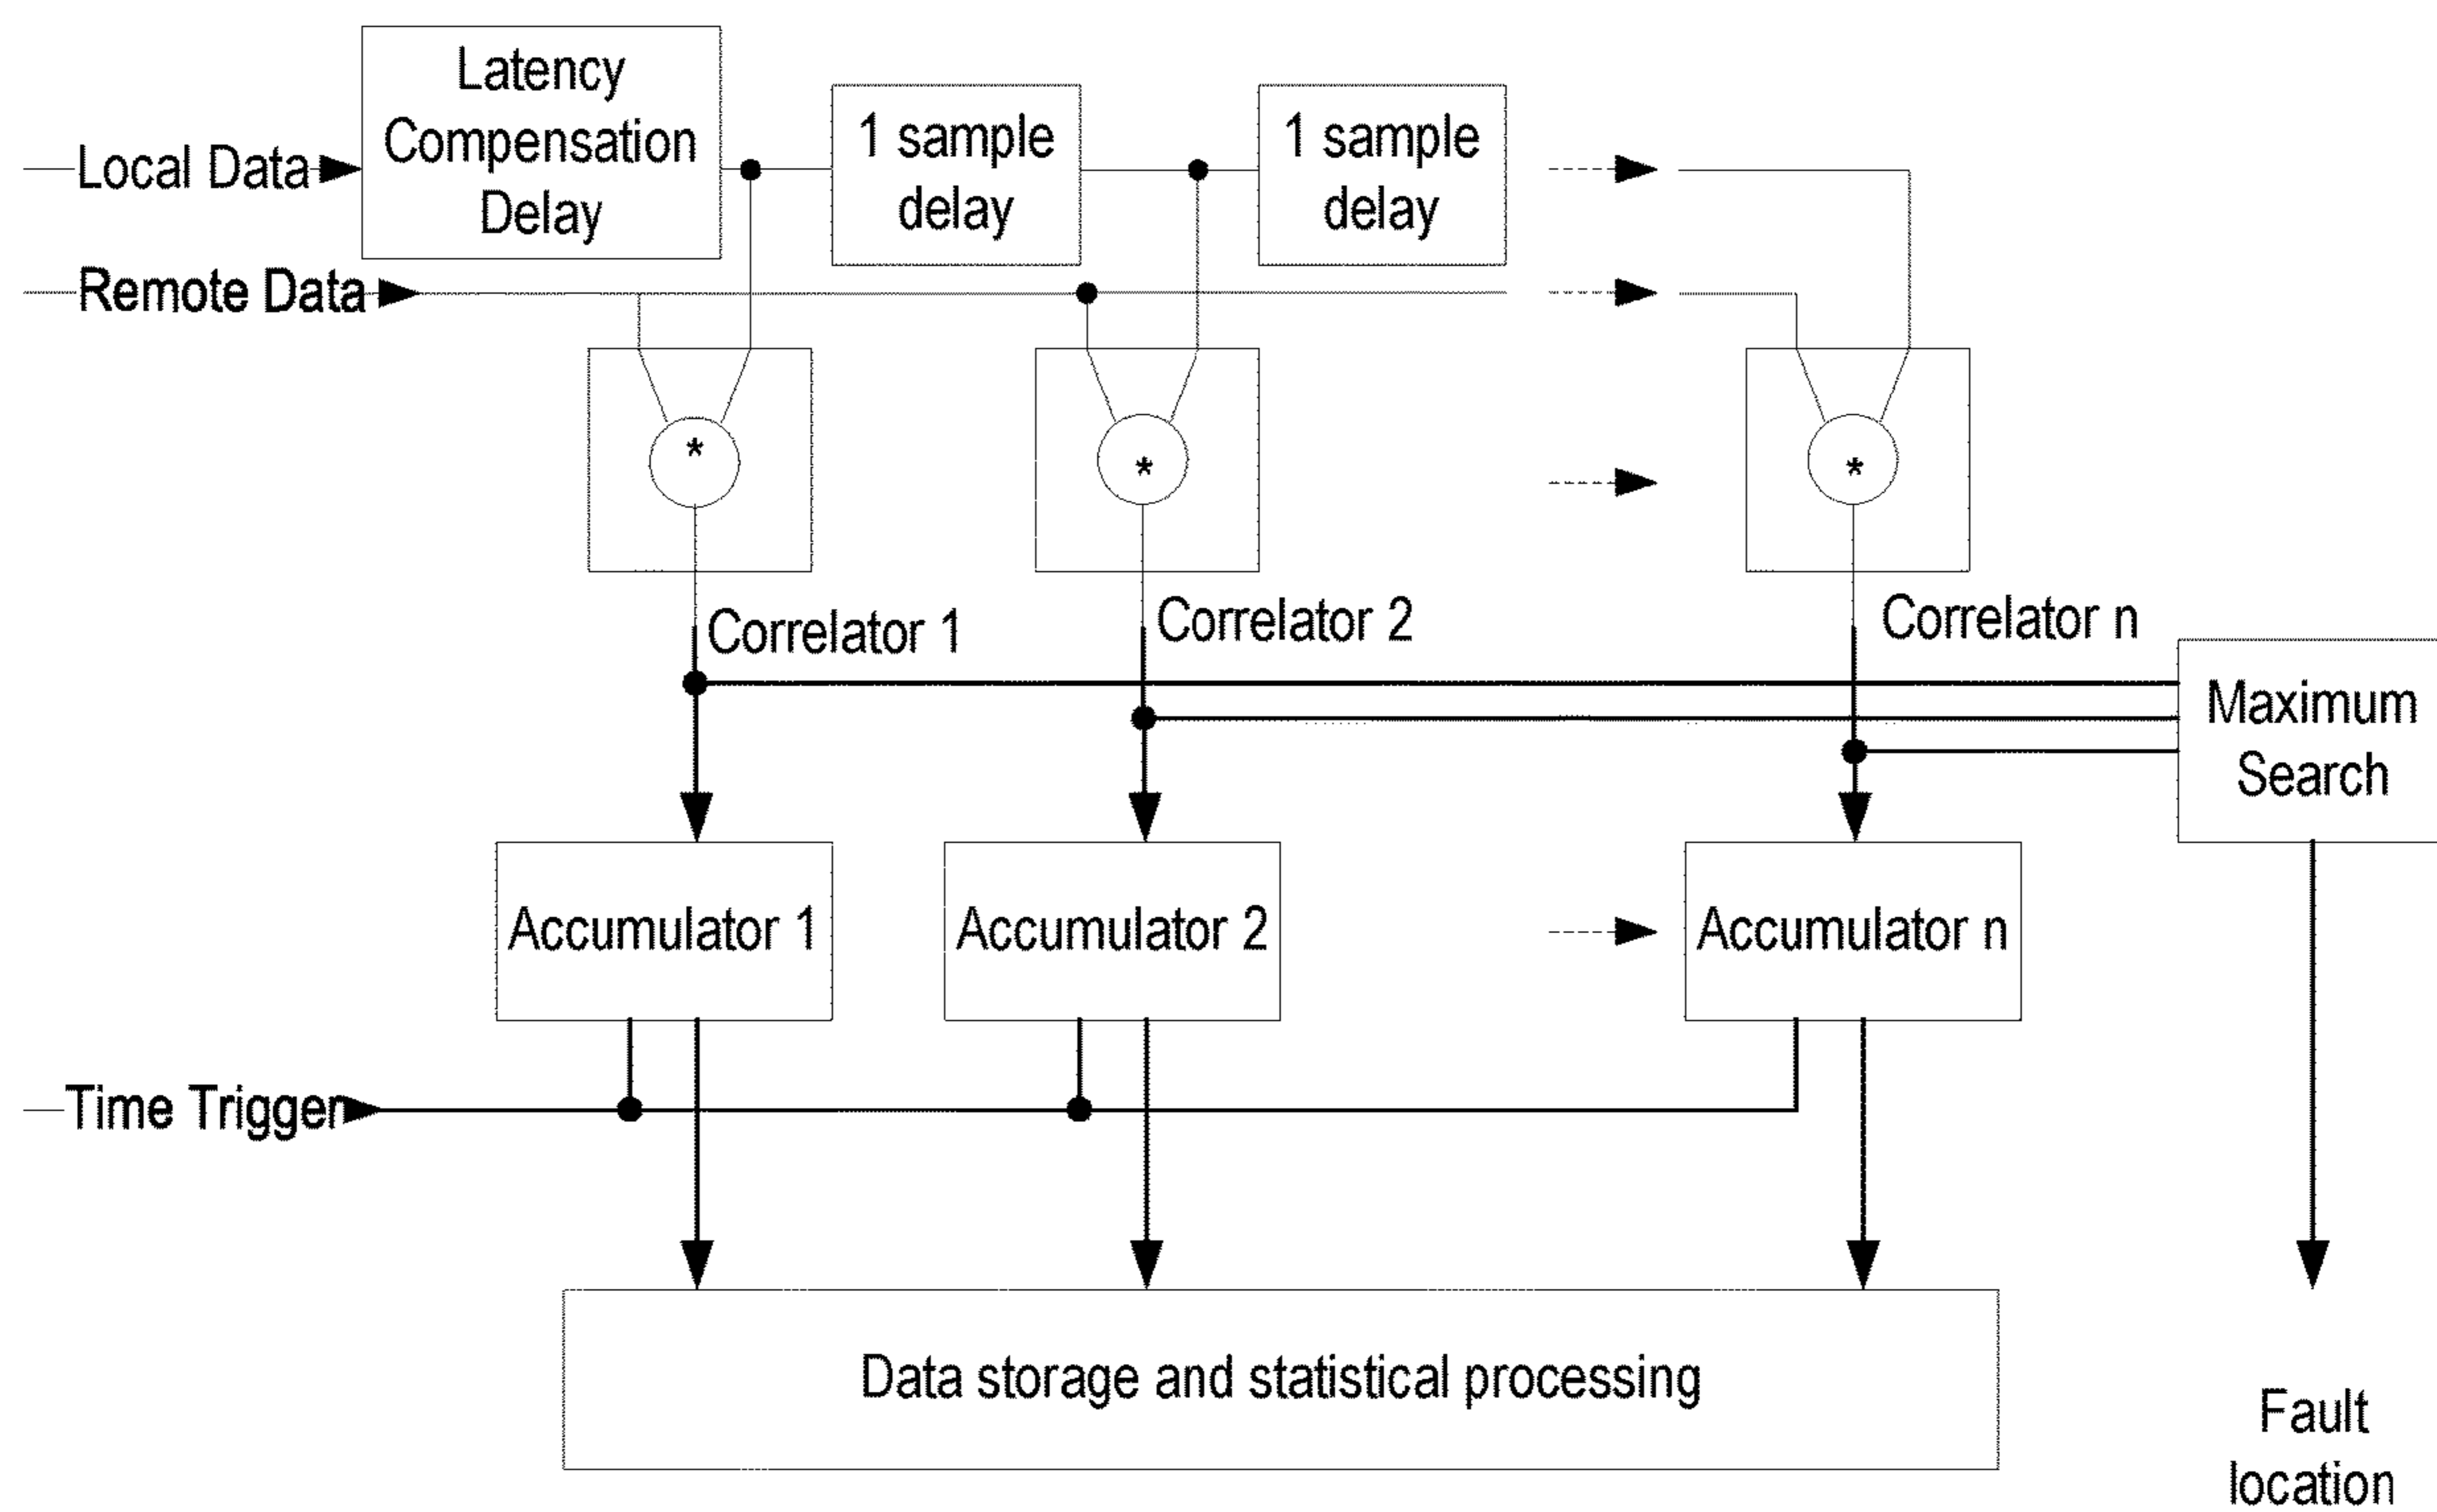 Latency
Compensation
Delay
1 sample
delay
1 sample
delay
Local Data
Remote Data
*
*
*
Correlator 1
Correlator 2
Correlator n
Maximum
Search
Accumulator 1
Accumulator 2
Accumulator n
Time Trigger
Data storage and statistical processing
Fault
location